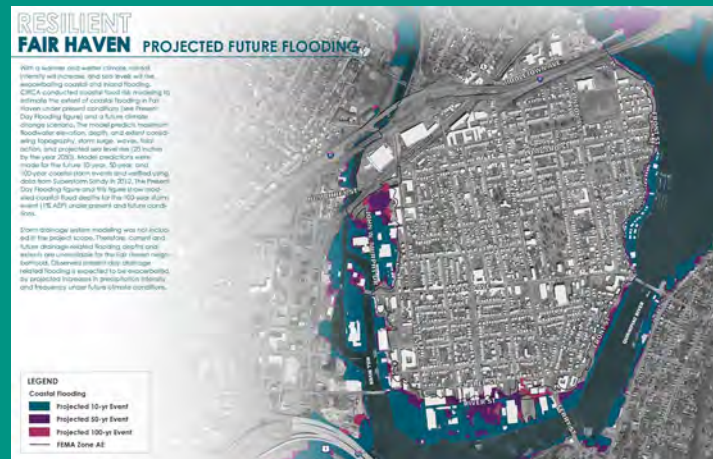 RESILIENT
FAIR HAVEN PROJECTED FUTURE FLOODING
With a warmer and wetter climate, rainfall
intensity will increase, and sea levels will rise,
exacerbating coastal and inland flooding.
CIRCA conducted coastal flood risk modeling to
estimate the extent of coastal flooding in Fair
Haven under present conditions (see Present
Day Flooding figure) and a future climate
change scenario. The model predicts maximum
floodwater elevation, depth, and extent consid-
ering topography, storm surge, waves, tidal
action, and projected sea level rise (20 inches
by the year 2050). Model predictions were
made for the future 10-year, 50-year, and
100-year coastal storm events and verified using
data from Superstorm Sandy in 2012. The Present
Day Flooding figure and this figure show mod-
eled coastal flood depths for the 100-year storm
event (1% AEP) under present and future condi-
tions.
Storm drainage system modeling was not includ-
ed in the project scope. Therefore, current and
future drainage-related flooding depths and
extents are unavailable for the Fair Haven neigh-
borhood. Observed present-day drainage
related flooding is expected to be exacerbated
by projected increases in precipitation intensity
and frequency under future climate conditions.
MIDDLETOWN AVE
FRONT ST
QUINNIPIAC RIVER
LEGEND
Coastal Flooding
Projected 10-yr Event
Projected 50-yr Event
Projected 100-yr Event
FEMA Zone AE